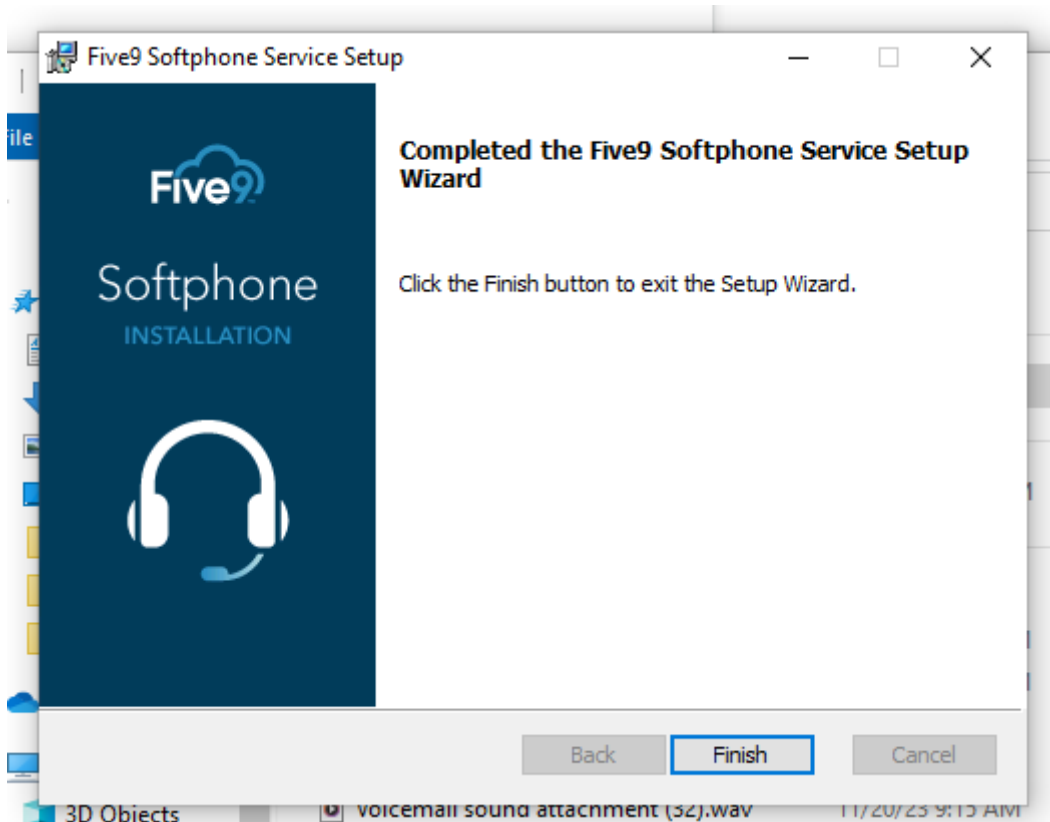 Five9 Softphone Service Setup
File
Completed the Five9 Softphone Service Setup
Wizard
Five9
Softphone
INSTALLATION
Click the Finish button to exit the Setup Wizard.
Back
Finish
Cancel
3D Objects
Voicemail sound attachment (32).wav
11/20/23 9:15 AM